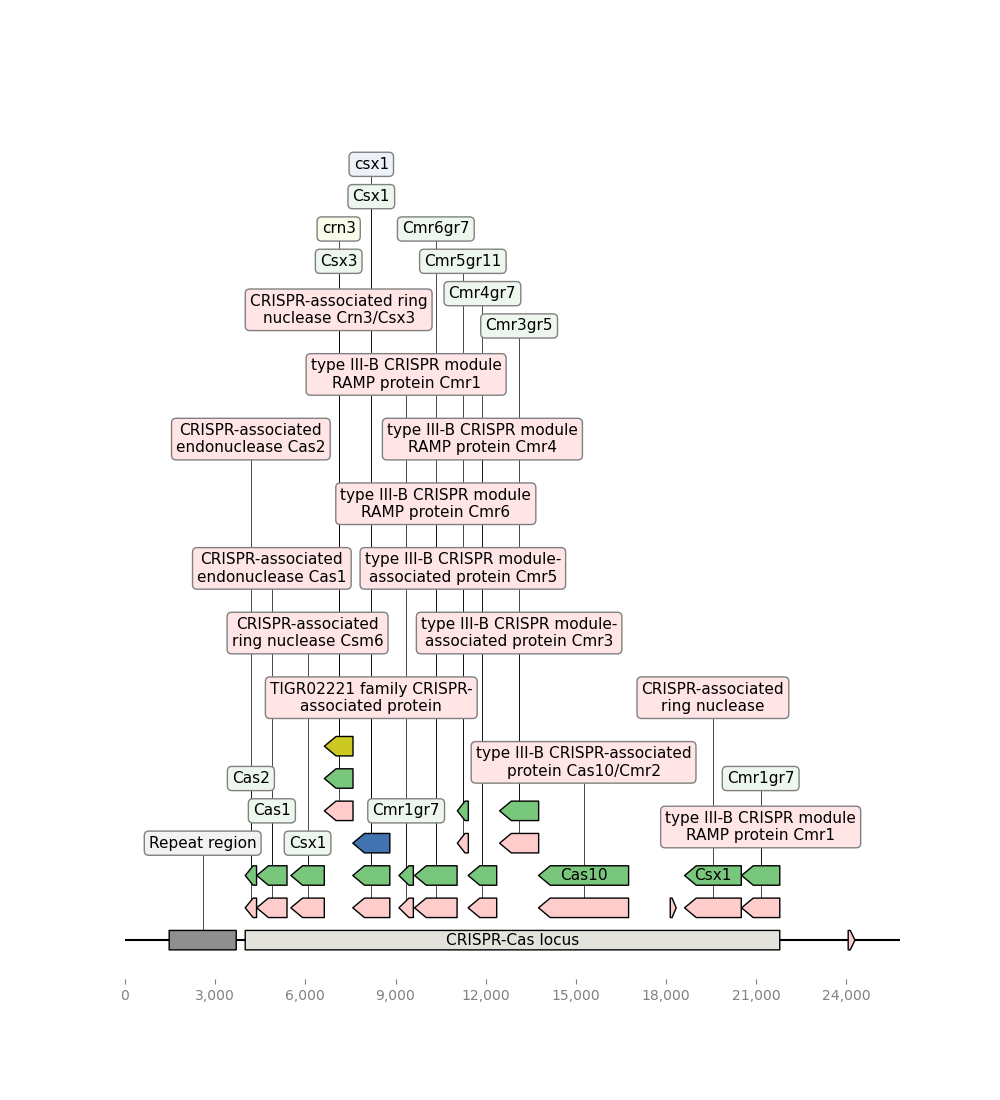 csx1
Csx1
crn3
Cmr6gr7
Csx3
Cmr5gr11
Cmr4gr7
CRISPR-associated ring
nuclease Crn3/Csx3
Cmr3gr5
type III-B CRISPR module
RAMP protein Cmr1
CRISPR-associated
endonuclease Cas2
type III-B CRISPR module
RAMP protein Cmr4
type III-B CRISPR module
RAMP protein Cmr6
CRISPR-associated
endonuclease Cas1
type III-B CRISPR module-
associated protein Cmr5
CRISPR-associated
ring nuclease Csm6
type III-B CRISPR module-
associated protein Cmr3
TIGR02221 family CRISPR-
associated protein
CRISPR-associated
ring nuclease
type III-B CRISPR-associated
protein Cas10/Cmr2
Cas2
Cmr1gr7
Cas1
Cmr1gr7
type III-B CRISPR module
RAMP protein Cmr1
Repeat region
Csx1
Cas10
Csx1
CRISPR-Cas locus
0
3,000
6,000
9,000
12,000
15,000
18,000
21,000
24,000